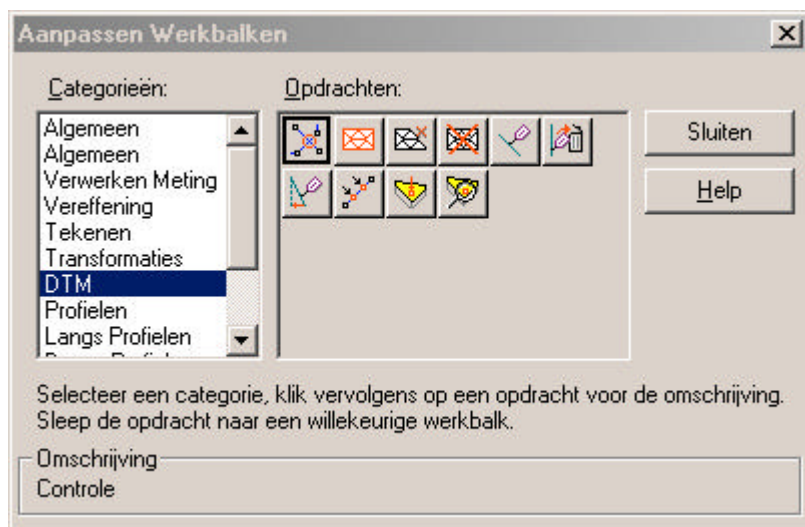 Aanpassen Werkbalken
Categorieën:
Opdrachten:
Algemeen
Algemeen
Verwerken Meting
Vereffening
Tekenen
Transformaties
DTM
Profielen
Langs Profielen
Sluiten
Help
Selecteer een categorie, klik vervolgens op een opdracht voor de omschrijving.
Sleep de opdracht naar een willekeurige werkbalk.
Omschrijving
Controle